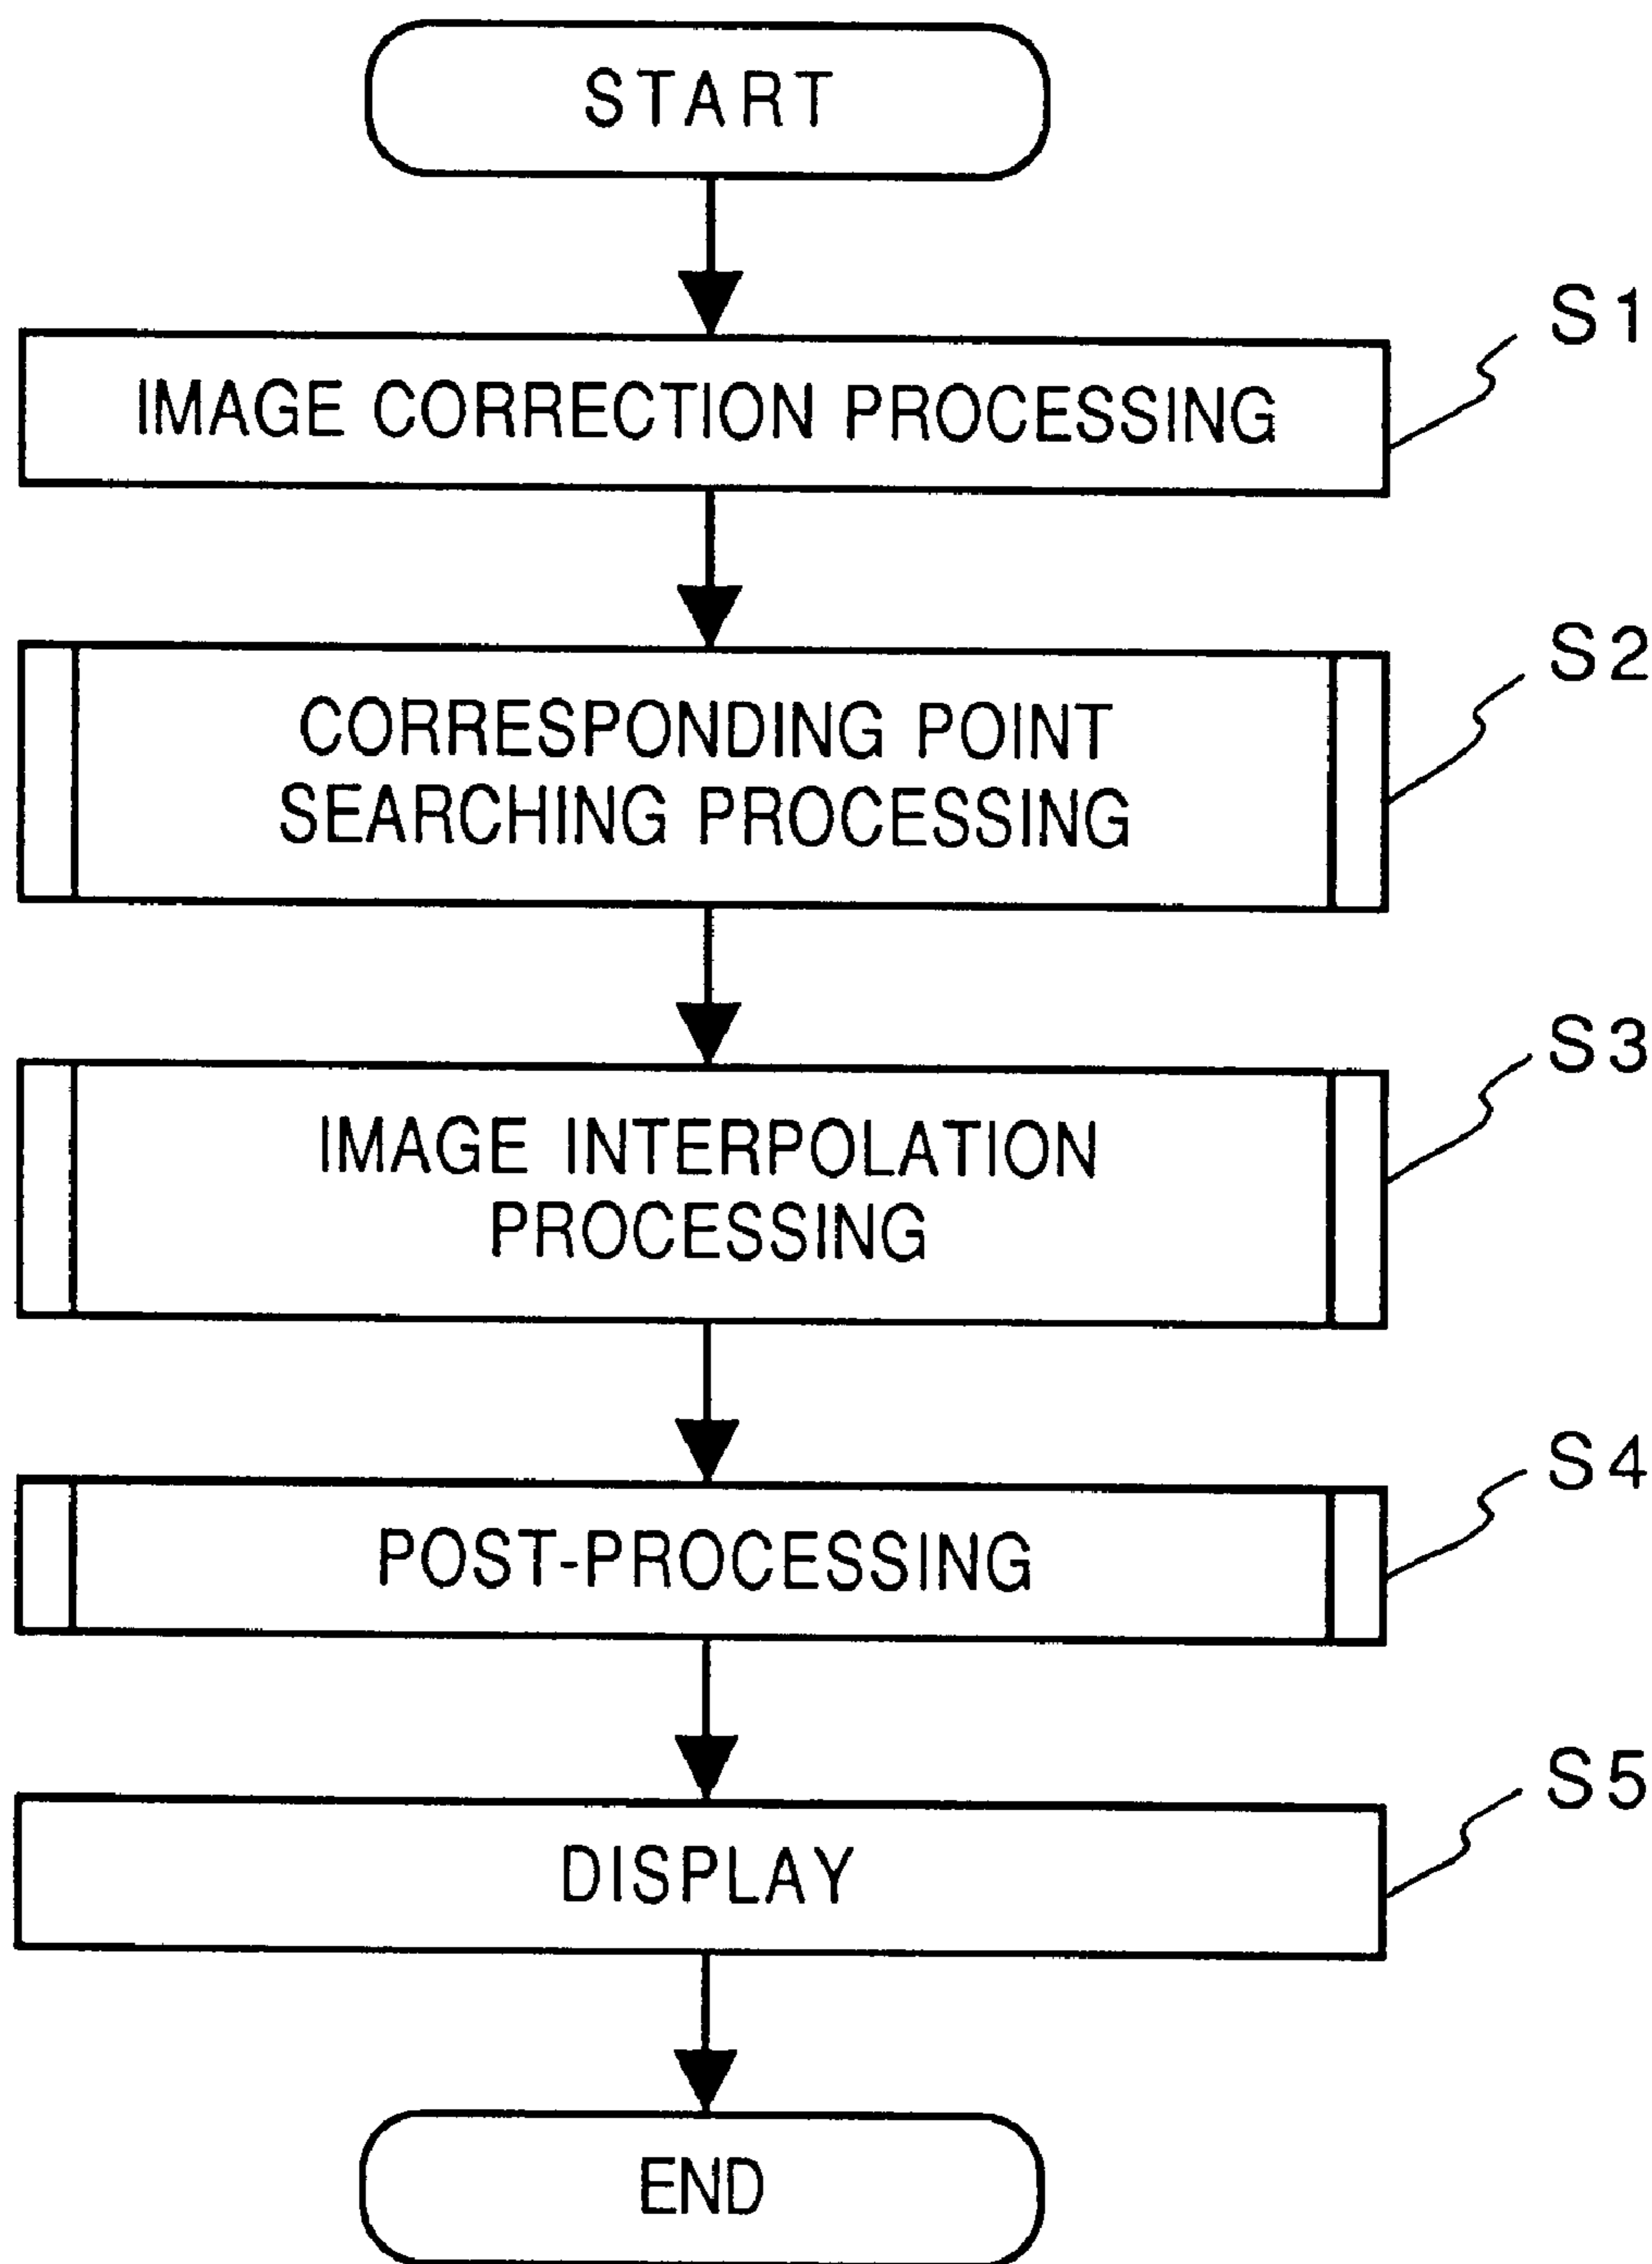 START
S1
IMAGE CORRECTION PROCESSING
S2
CORRESPONDING POINT
SEARCHING PROCESSING
S3
IMAGE INTERPOLATION
PROCESSING
S4
POST-PROCESSING
S5
DISPLAY
END